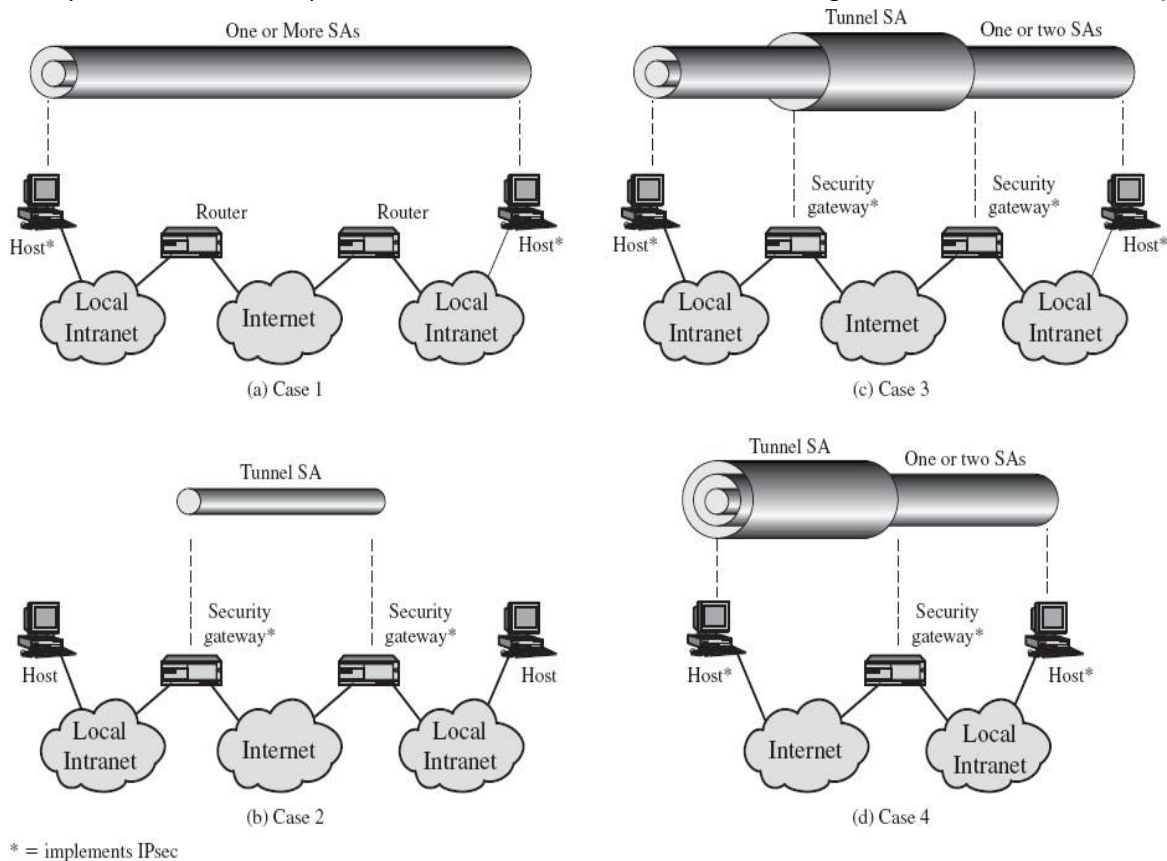 One or More SAs
Host*
Router
Router
Host*
Local
Intranet
Internet
Local
Intranet
(a) Case 1
Tunnel SA
One or two SAs
Host*
Security
gateway*
Security
gateway*
Host*
Local
Intranet
Internet
Local
Intranet
(c) Case 3
Tunnel SA
Host
Security
gateway*
Security
gateway*
Host
Local
Intranet
Internet
Local
Intranet
(b) Case 2
Tunnel SA
One or two SAs
Host*
Security
gateway*
Host*
Internet
Local
Intranet
(d) Case 4
* = implements IPsec